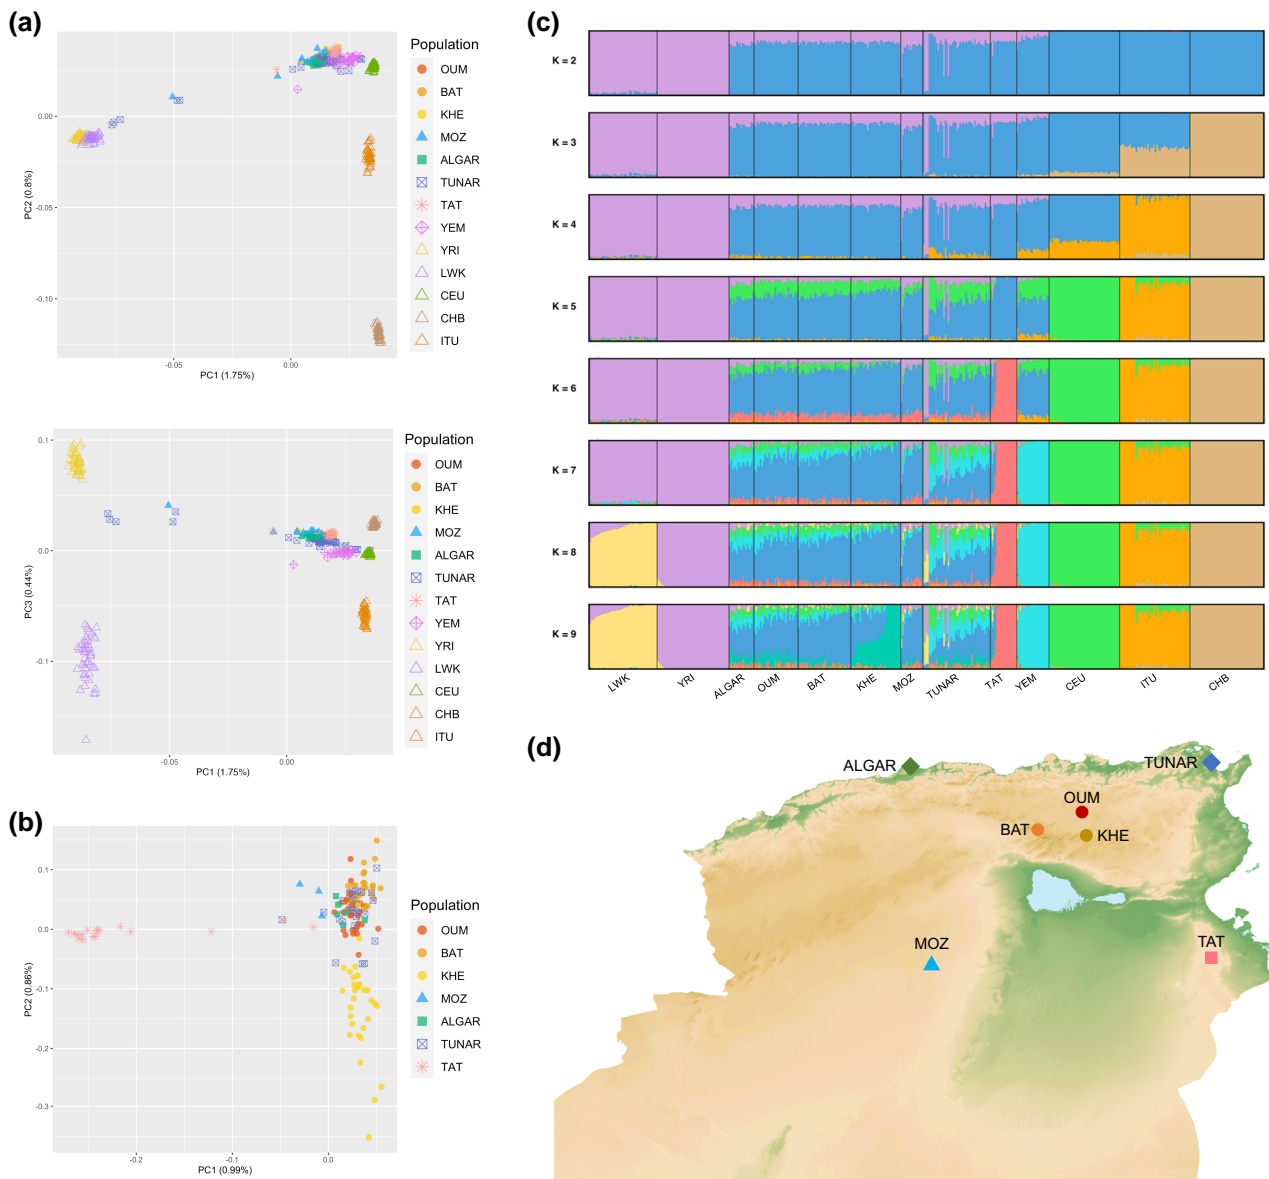 (a)
0.00
-0.05
-0.10
PC2 (0.8%)
-0.05
0.00
PC1 (1.75%)
Population
OUM
BAT
KHE
MOZ
ALGAR
TUNAR
TAT
YEM
YRI
LWK
CEU
CHB
ITU
0.1
0.0
-0.1
PC3 (0.44%)
-0.05
0.00
PC1 (1.75%)
Population
OUM
BAT
KHE
MOZ
ALGAR
TUNAR
TAT
YEM
YRI
LWK
CEU
CHB
ITU
(b)
0.1
0.0
-0.1
-0.2
-0.3
PC2 (0.86%)
-0.2
-0.1
0.0
PC1 (0.99%)
Population
OUM
BAT
KHE
MOZ
ALGAR
TUNAR
TAT
(c)
K = 2
K = 3
K = 4
K = 5
K = 6
K = 7
K = 8
K = 9
LWK
YRI
ALGAR
OUM
BAT
KHE
MOZ
TUNAR
TAT
YEM
CEU
ITU
CHB
(d)
ALGAR
TUNAR
OUM
BAT
KHE
MOZ
TAT